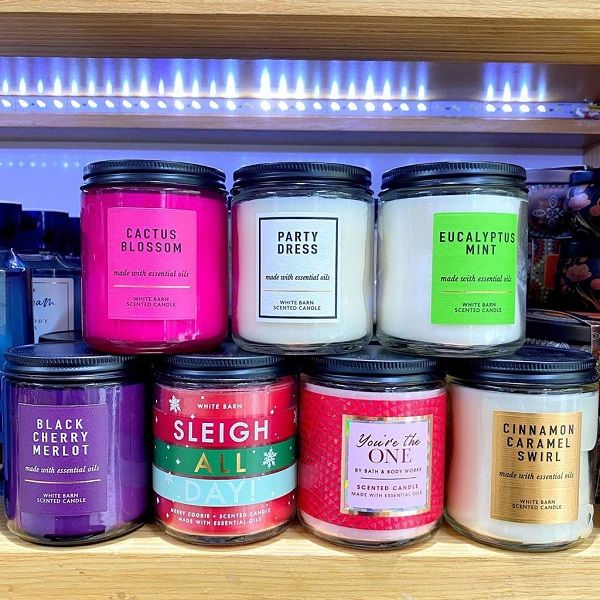 CACTUS
BLOSSOM
made with essential oils
WHITE BARN
SCENTED CANDLE
PARTY
DRESS
made with essential oils
WHITE BARN
SCENTED CANDLE
EUCALYPTUS
MINT
made with essential oils
WHITE BARN
SCENTED CANDLE
BLACK
CHERRY
MERLOT
made with essential oils
WHITE BARN
SCENTED CANDLE
WHITE BARN
SLEIGH
ALL
DAY!
MERRY COOKIE • SCENTED CANDLE
MADE WITH ESSENTIAL OILS
You're the
ONE
BY BATH & BODY WORKS
SCENTED CANDLE
MADE WITH ESSENTIAL OILS
CINNAMON
CARAMEL
SWIRL
made with essential oils
WHITE BARN
SCENTED CANDLE